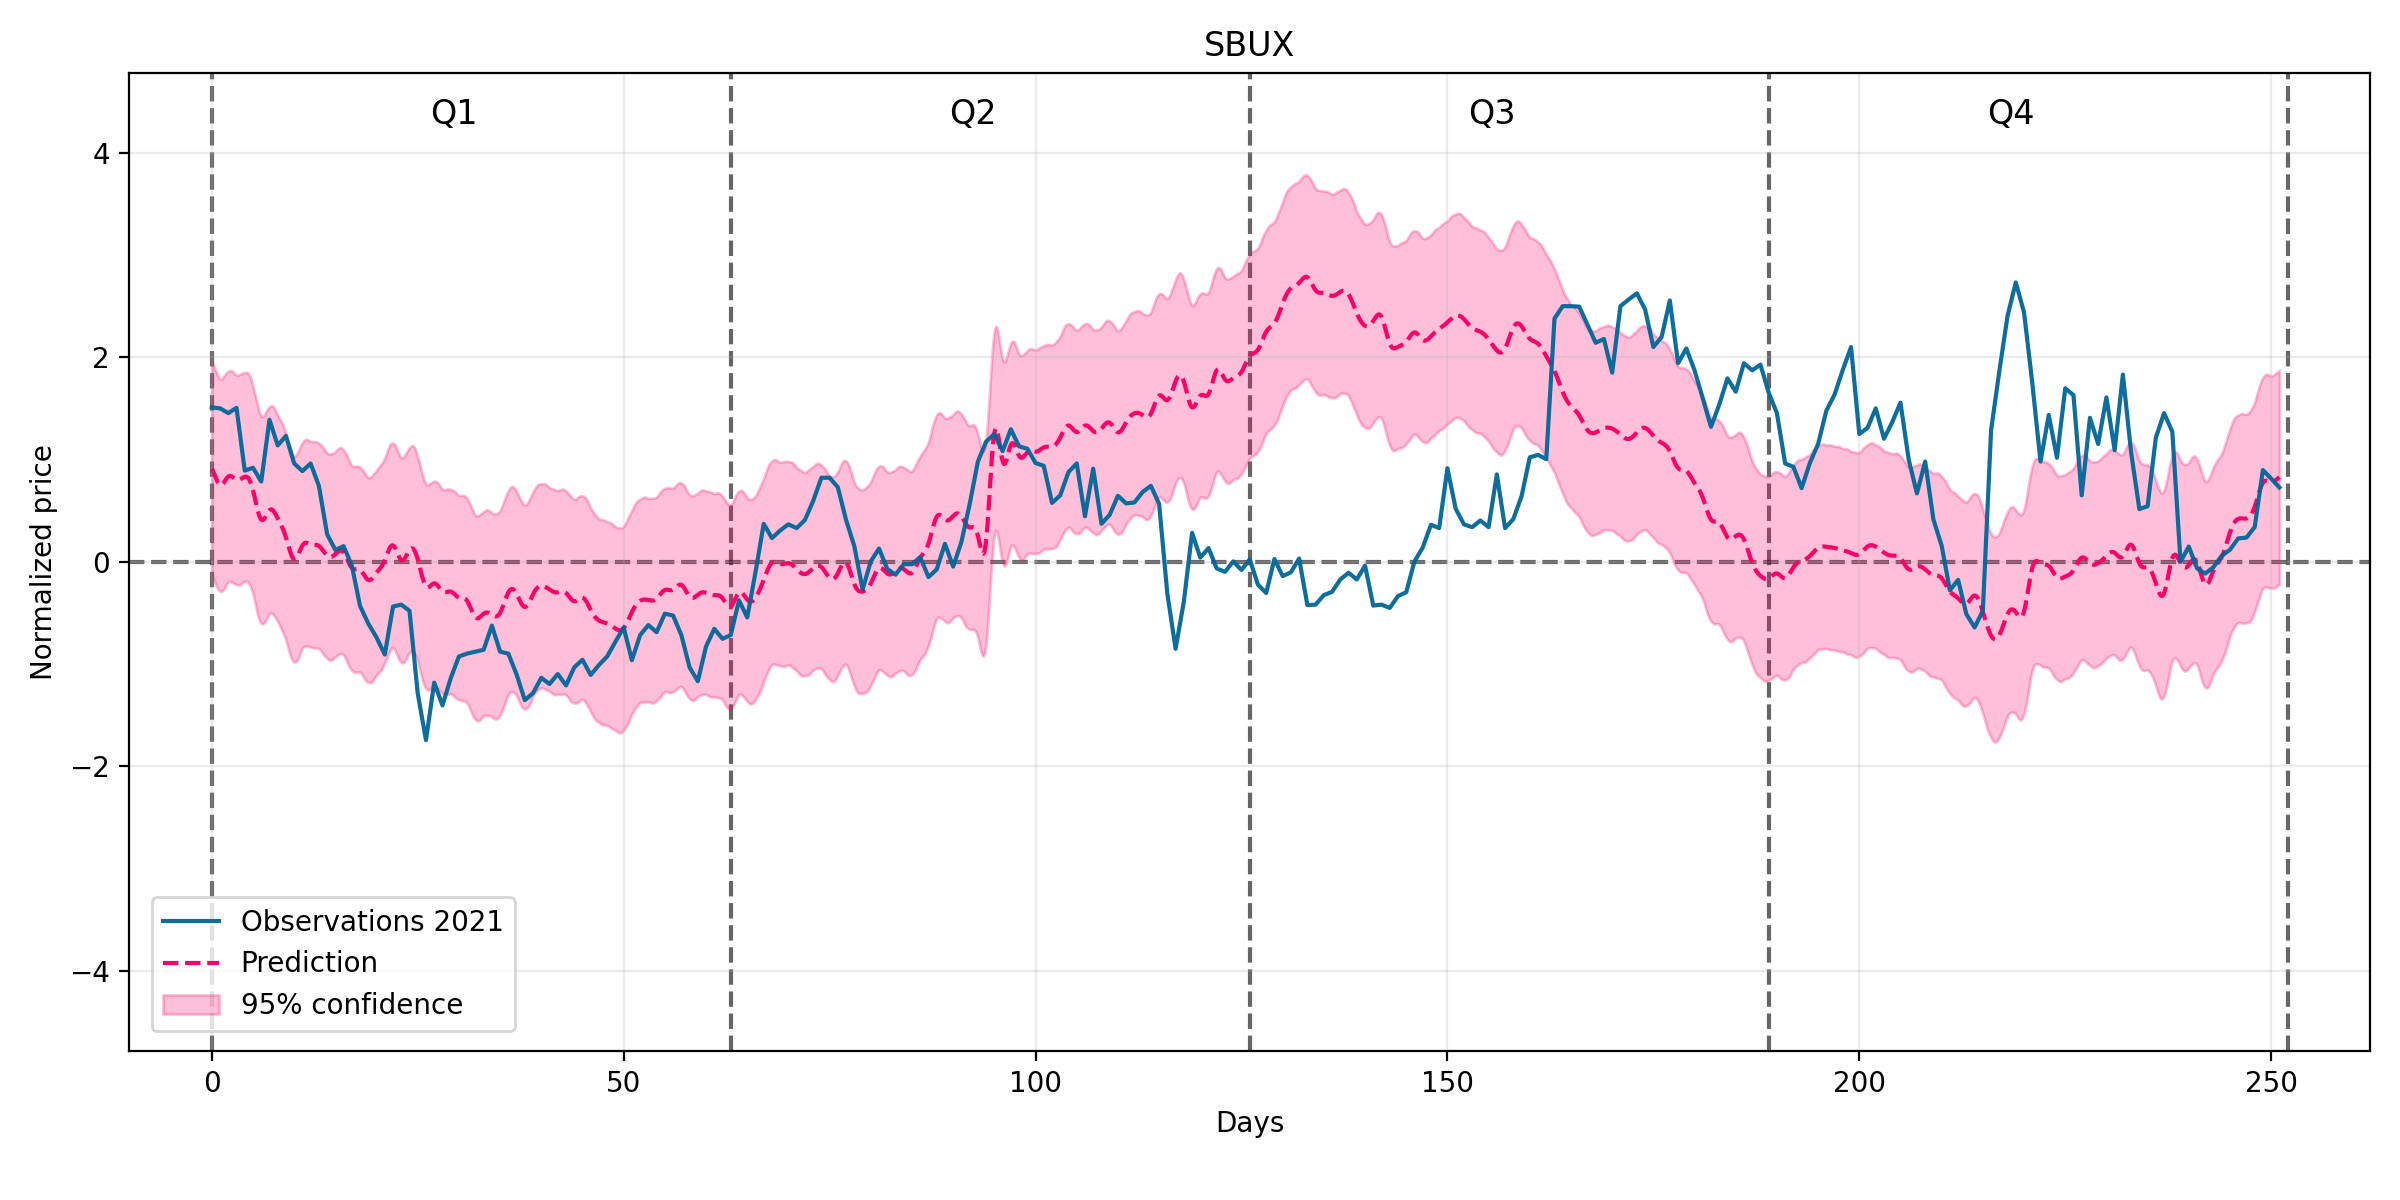 SBUX
Q1 Q2 Q3 Q4
4
2
0
−2
−4
Normalized price
Observations 2021
Prediction
95% confidence
0 50 100 150 200 250
Days